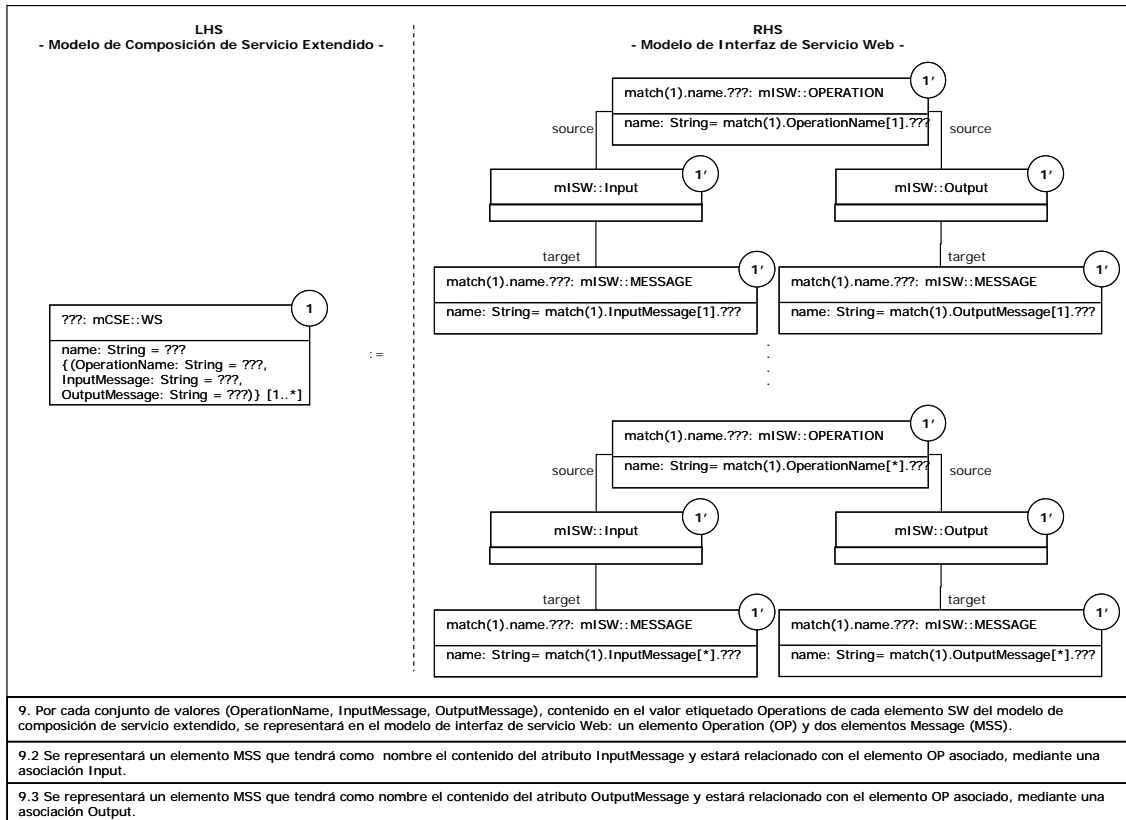 LHS
- Modelo de Composición de Servicio Extendido -
RHS
- Modelo de Interfaz de Servicio Web -
1'
match(1).name.???: mISW::OPERATION
name: String= match(1).OperationName[1].???
source
source
1'
mISW::Input
1'
mISW::Output
target
target
1'
match(1).name.???: mISW::MESSAGE
name: String= match(1).InputMessage[1].???
1'
match(1).name.???: mISW::MESSAGE
name: String= match(1).OutputMessage[1].???
1
???: mCSE::WS
name: String = ???
{(OperationName: String = ???,
InputMessage: String = ???,
OutputMessage: String = ???)} [1..*]
:=
.
.
.
.
1'
match(1).name.???: mISW::OPERATION
name: String= match(1).OperationName[*].???
source
source
1'
mISW::Input
1'
mISW::Output
target
target
1'
match(1).name.???: mISW::MESSAGE
name: String= match(1).InputMessage[*].???
1'
match(1).name.???: mISW::MESSAGE
name: String= match(1).OutputMessage[*].???
9. Por cada conjunto de valores (OperationName, InputMessage, OutputMessage), contenido en el valor etiquetado Operations de cada elemento SW del modelo de
composición de servicio extendido, se representará en el modelo de interfaz de servicio Web: un elemento Operation (OP) y dos elementos Message (MSS).
9.2 Se representará un elemento MSS que tendrá como nombre el contenido del atributo InputMessage y estará relacionado con el elemento OP asociado, mediante una
asociación Input.
9.3 Se representará un elemento MSS que tendrá como nombre el contenido del atributo OutputMessage y estará relacionado con el elemento OP asociado, mediante una
asociación Output.